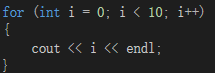 for (int i = 0; i < 10; i++)
{
    cout << i << endl;
}